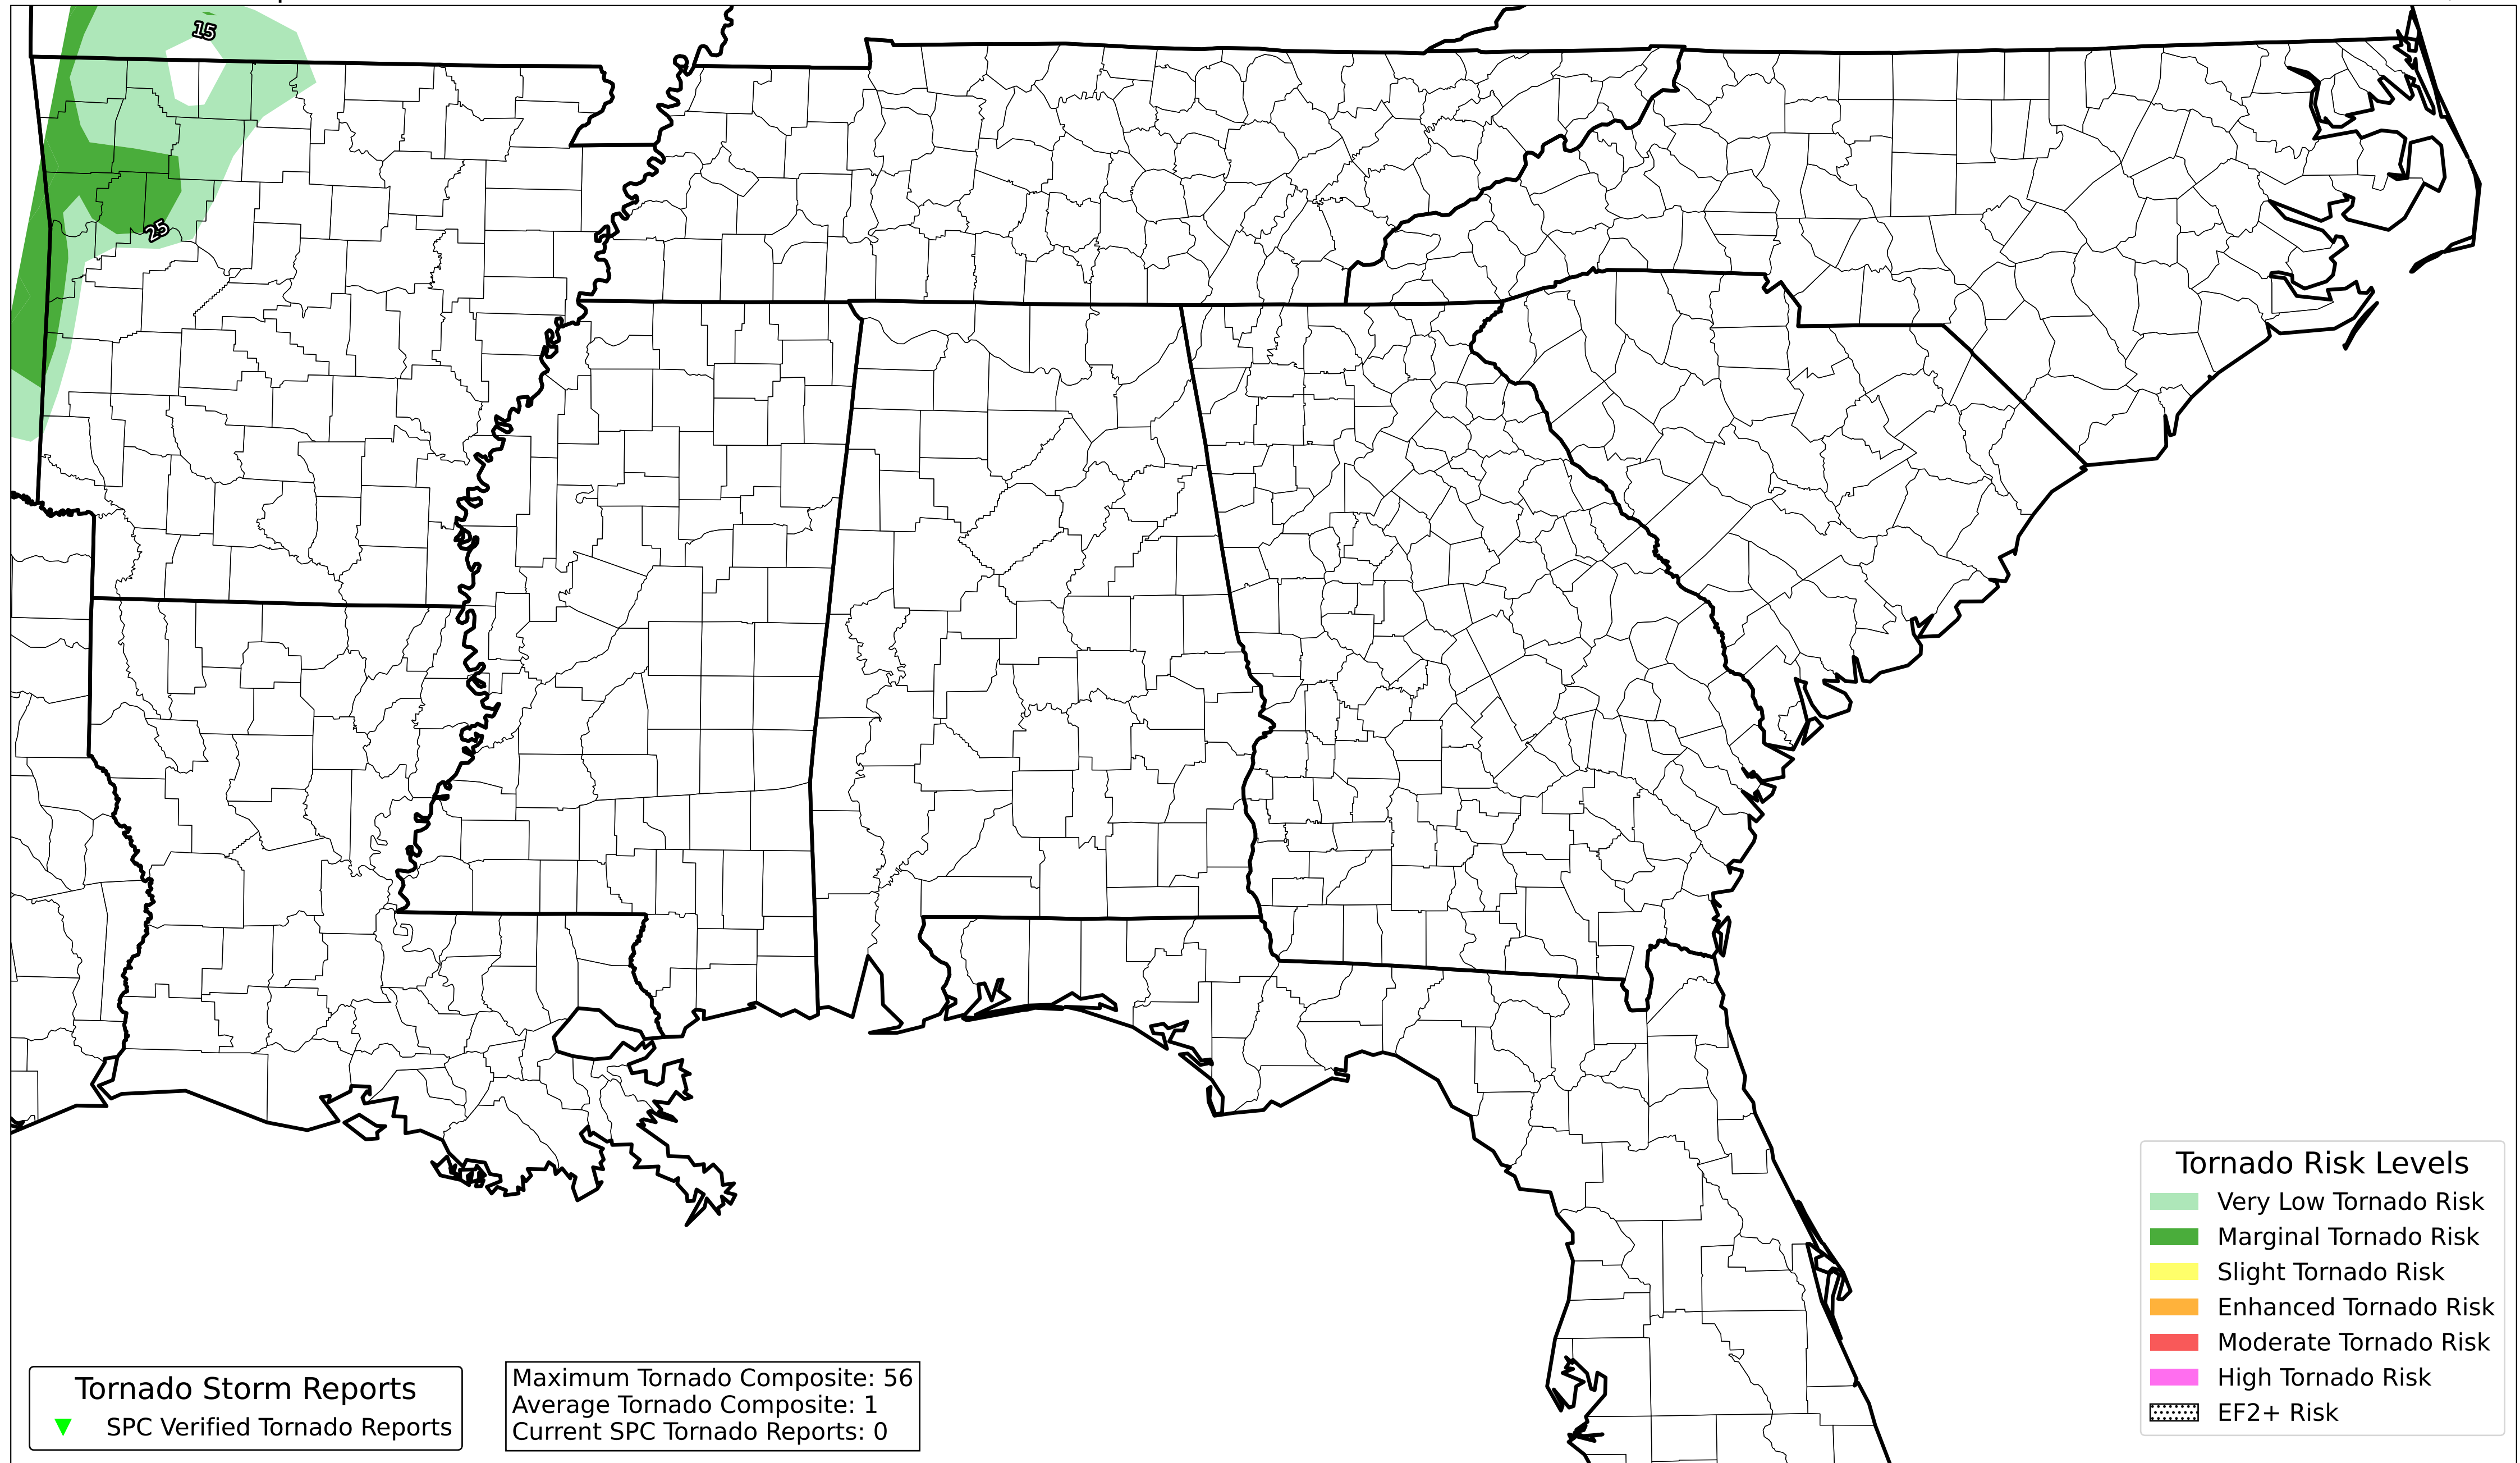 15
25
Tornado Risk Levels
Very Low Tornado Risk
Marginal Tornado Risk
Slight Tornado Risk
Enhanced Tornado Risk
Moderate Tornado Risk
High Tornado Risk
EF2+ Risk
Tornado Storm Reports
SPC Verified Tornado Reports
Maximum Tornado Composite: 56
Average Tornado Composite: 1
Current SPC Tornado Reports: 0